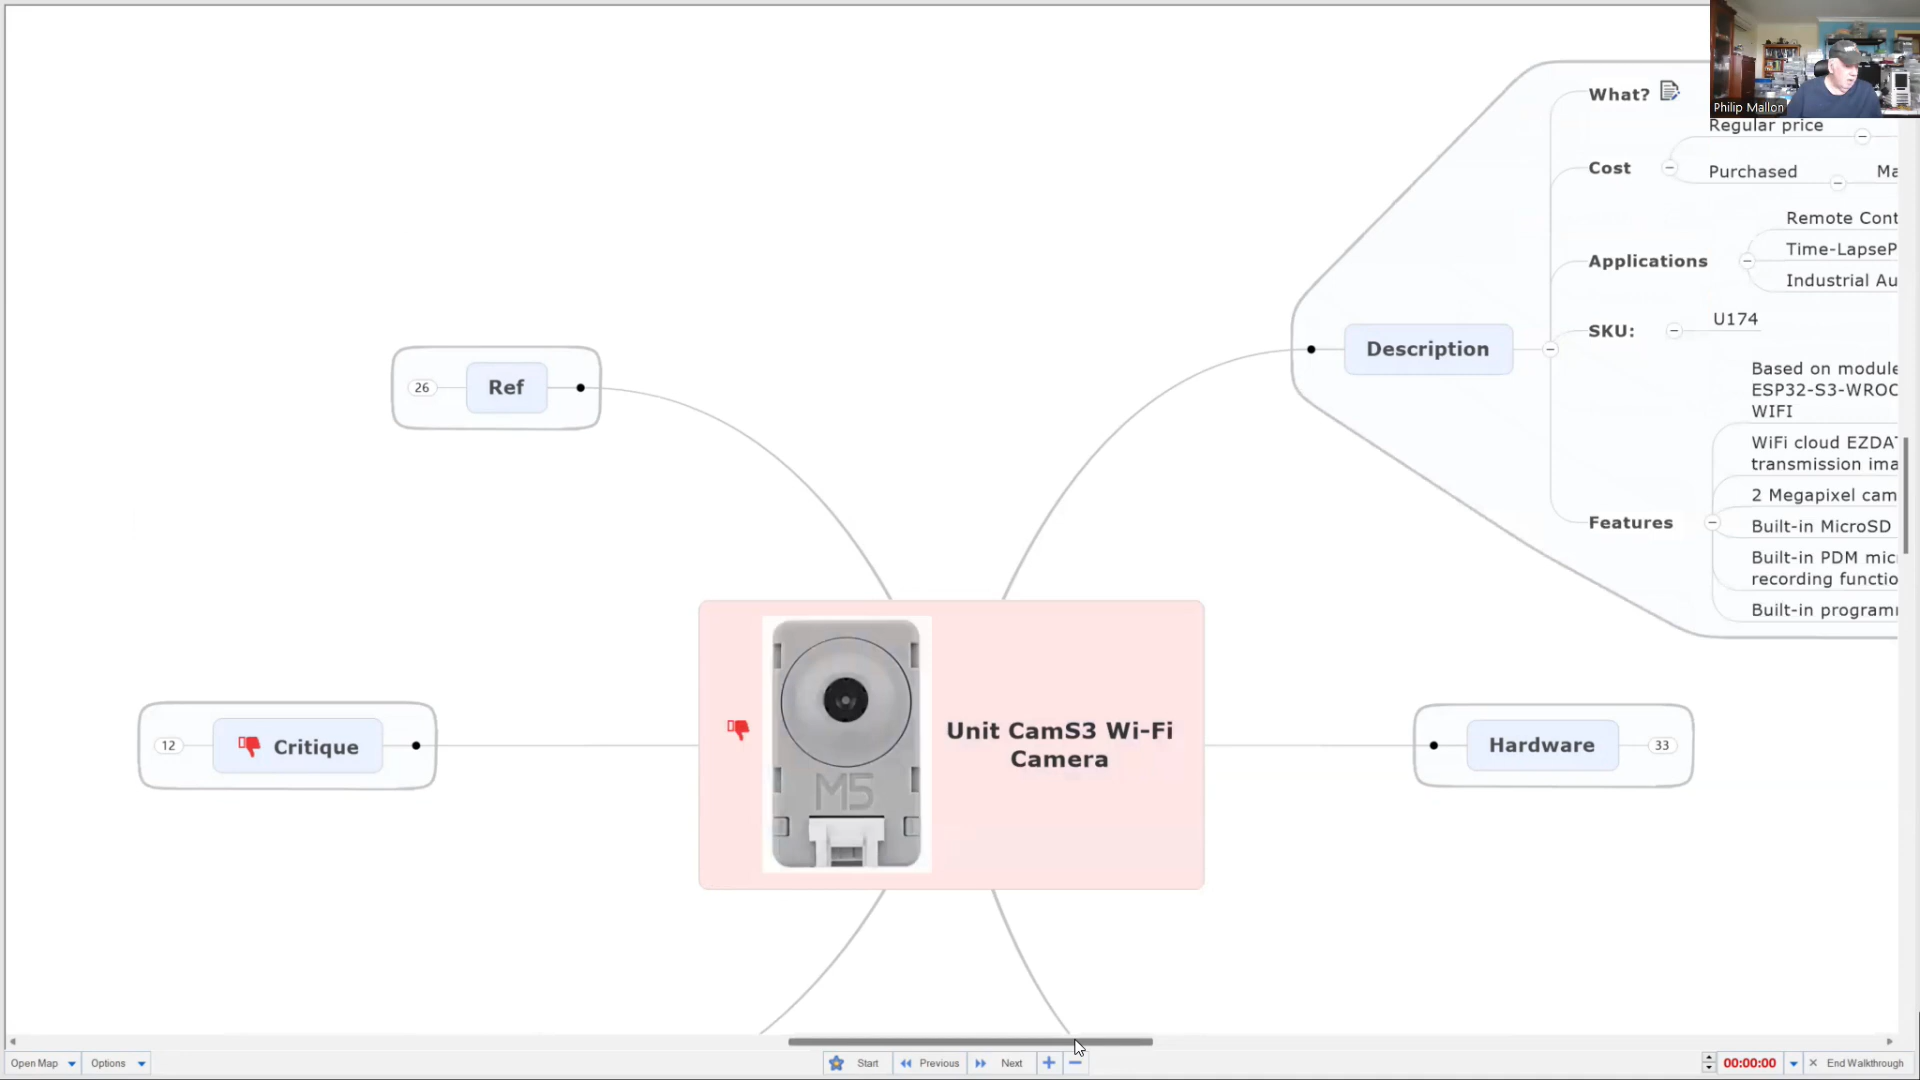 Philip Mallon
What?
Regular price
Cost
Purchased
Ma
Remote Cont
Applications
Time-LapseP
Industrial Au
SKU:
U174
Description
Based on module
ESP32-S3-WROO
WIFI
WiFi cloud EZDAT
transmission ima
2 Megapixel cam
Features
Built-in MicroSD
Built-in PDM mic
recording functio
Built-in program
26
Ref
12
Critique
M5
Unit CamS3 Wi-Fi
Camera
Hardware
33
Open Map
Options
Start
Previous
Next
00:00:00
End Walkthrough